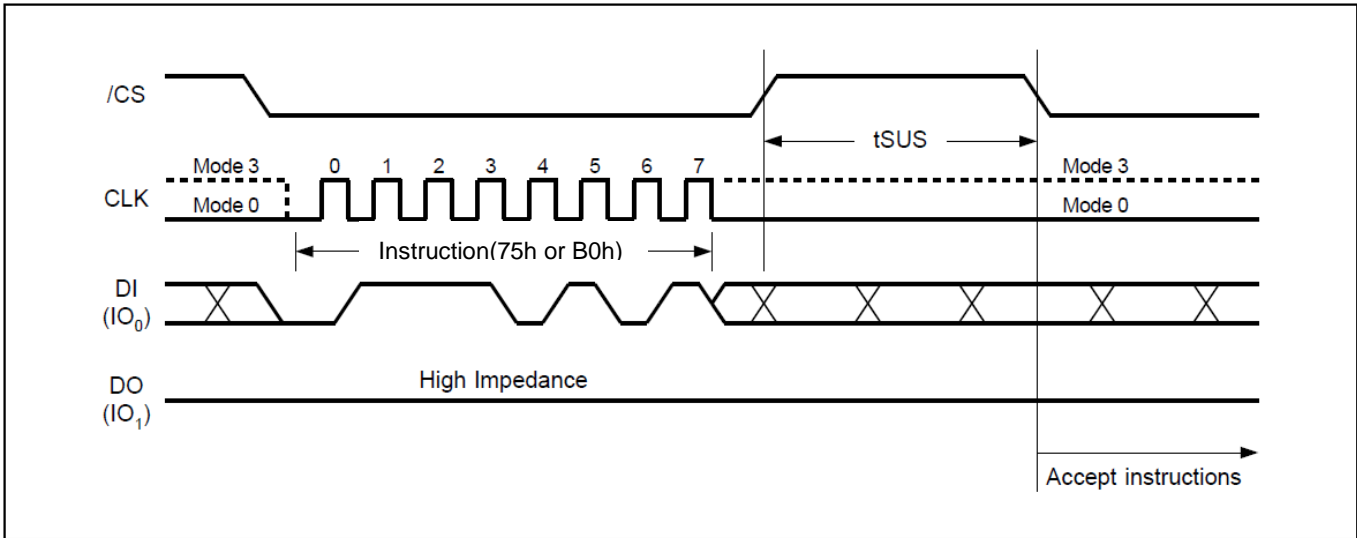 /CS
tSUS
Mode 3 0 1 2 3 4 5 6 7 Mode 3
CLK
Mode 0 Mode 0
Instruction(75h or B0h)
DI
(IO0)
High Impedance
DO
(IO1)
Accept instructions